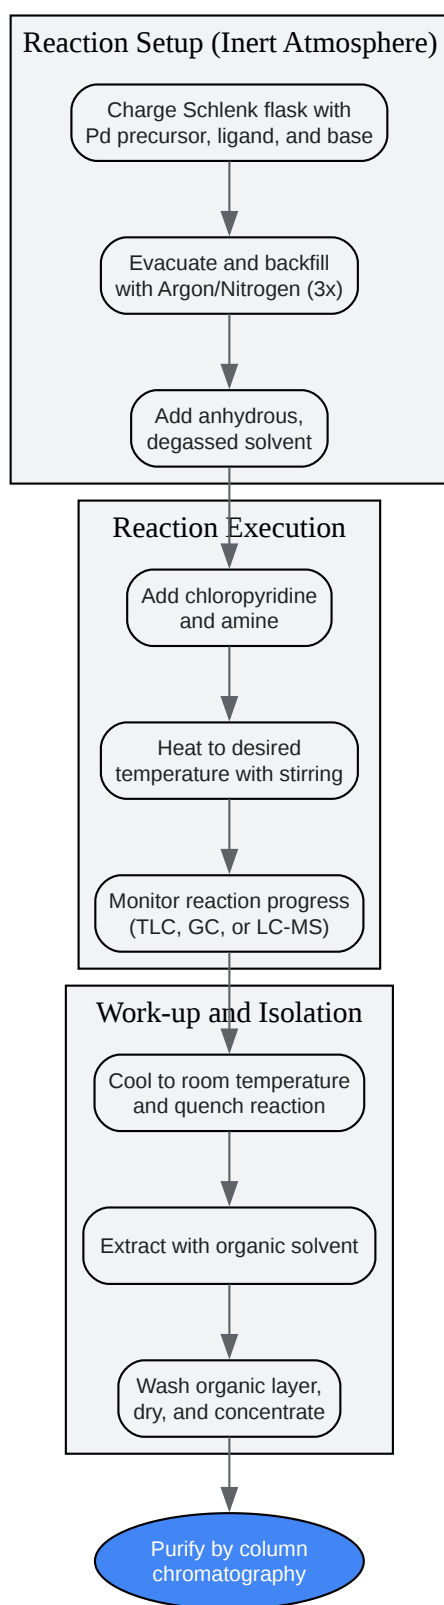 Reaction Setup (Inert Atmosphere)
Charge Schlenk flask with
Pd precursor, ligand, and base
Evacuate and backfill
with Argon/Nitrogen (3x)
Add anhydrous,
degassed solvent
Reaction Execution
Add chloropyridine
and amine
Heat to desired
temperature with stirring
Monitor reaction progress
(TLC, GC, or LC-MS)
Work-up and Isolation
Cool to room temperature
and quench reaction
Extract with organic solvent
Wash organic layer,
dry, and concentrate
Purify by column
chromatography